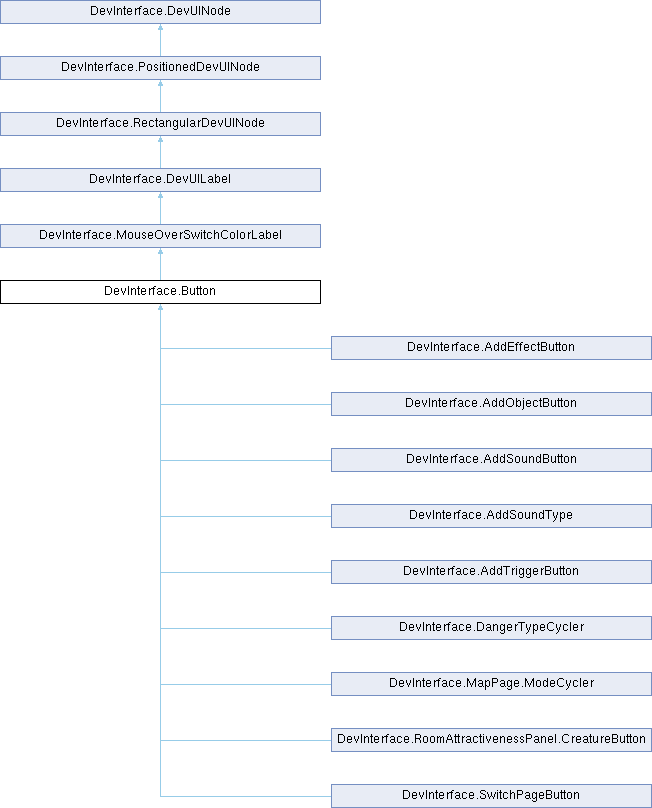 DevInterface.DevUINode
DevInterface.PositionedDevUINode
DevInterface.RectangularDevUINode
DevInterface.DevUILabel
DevInterface.MouseOverSwitchColorLabel
DevInterface.Button
DevInterface.AddEffectButton
DevInterface.AddObjectButton
DevInterface.AddSoundButton
DevInterface.AddSoundType
DevInterface.AddTriggerButton
DevInterface.DangerTypeCycler
DevInterface.MapPage.ModeCycler
DevInterface.RoomAttractivenessPanel.CreatureButton
DevInterface.SwitchPageButton